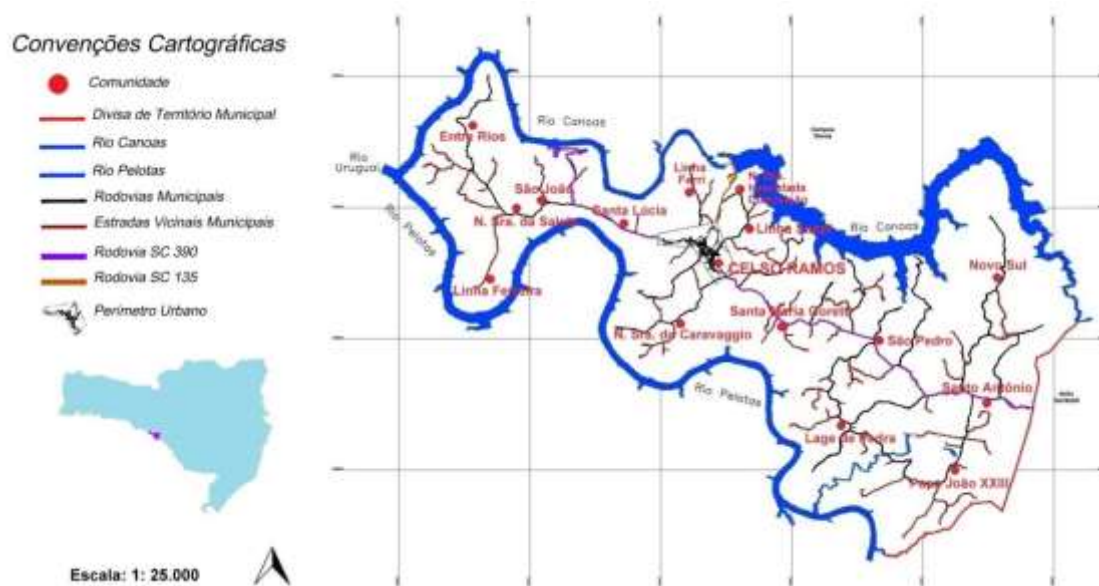 Convenções Cartográficas
Comunidade
Divisa de Território Municipal
Rio Canoas
Rio Pelotas
Rodovias Municipais
Estradas Vicinais Municipais
Rodovia SC 390
Rodovia SC 135
Perímetro Urbano
Escala: 1: 25.000
Entre Rios
Rio Canoas
Rio
Uruguai
Rio Pelotas
São João
N. Sra. da
Linha Ferreira
Santa Lúcia
Linha
Linha
CELSO RAMOS
Rio Canoas
Novo Sul
Santa Maria Goretti
N. Sra. do Caravaggio
São Pedro
Rio Pelotas
Santo Antônio
Lage de Pedra
Papa João XXIII